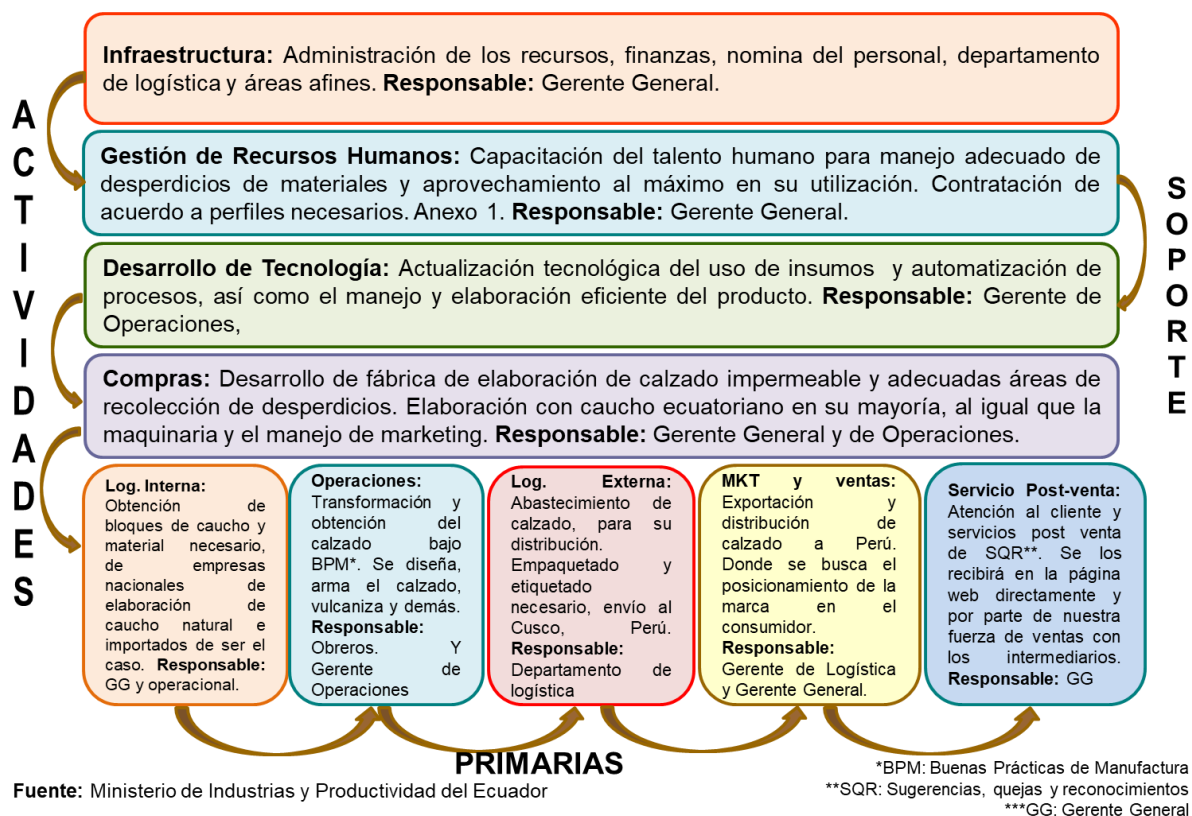 Infraestructura: Administración de los recursos, finanzas, nomina del personal, departamento
de logística y áreas afines. Responsable: Gerente General.
ACTIVIDADES
Gestión de Recursos Humanos: Capacitación del talento humano para manejo adecuado de
desperdicios de materiales y aprovechamiento al máximo en su utilización. Contratación de
acuerdo a perfiles necesarios. Anexo 1. Responsable: Gerente General.
SOPORTE
Desarrollo de Tecnología: Actualización tecnológica del uso de insumos y automatización de
procesos, así como el manejo y elaboración eficiente del producto. Responsable: Gerente de
Operaciones,
Compras: Desarrollo de fábrica de elaboración de calzado impermeable y adecuadas áreas de
recolección de desperdicios. Elaboración con caucho ecuatoriano en su mayoría, al igual que la
maquinaria y el manejo de marketing. Responsable: Gerente General y de Operaciones.
Log. Interna:
Obtención de
bloques de caucho y
material necesario,
de empresas
nacionales de
elaboración de
caucho natural e
importados de ser el
caso. Responsable:
GG y operacional.
Operaciones:
Transformación y
obtención del
calzado bajo
BPM*. Se diseña,
arma el calzado,
vulcaniza y demás.
Responsable:
Obreros. Y
Gerente de
Operaciones
Log. Externa:
Abastecimiento de
calzado, para su
distribución.
Empaquetado y
etiquetado
necesario, envío al
Cusco, Perú.
Responsable:
Departamento de
logística
MKT y ventas:
Exportación y
distribución de
calzado a Perú.
Donde se busca el
posicionamiento de la
marca en el
consumidor.
Responsable:
Gerente de Logística
y Gerente General.
Servicio Post-venta:
Atención al cliente y
servicios post venta
de SQR**. Se los
recibirá en la página
web directamente y
por parte de nuestra
fuerza de ventas con
los intermediarios.
Responsable: GG
PRIMARIAS
Fuente: Ministerio de Industrias y Productividad del Ecuador
*BPM: Buenas Prácticas de Manufactura
**SQR: Sugerencias, quejas y reconocimientos
***GG: Gerente General